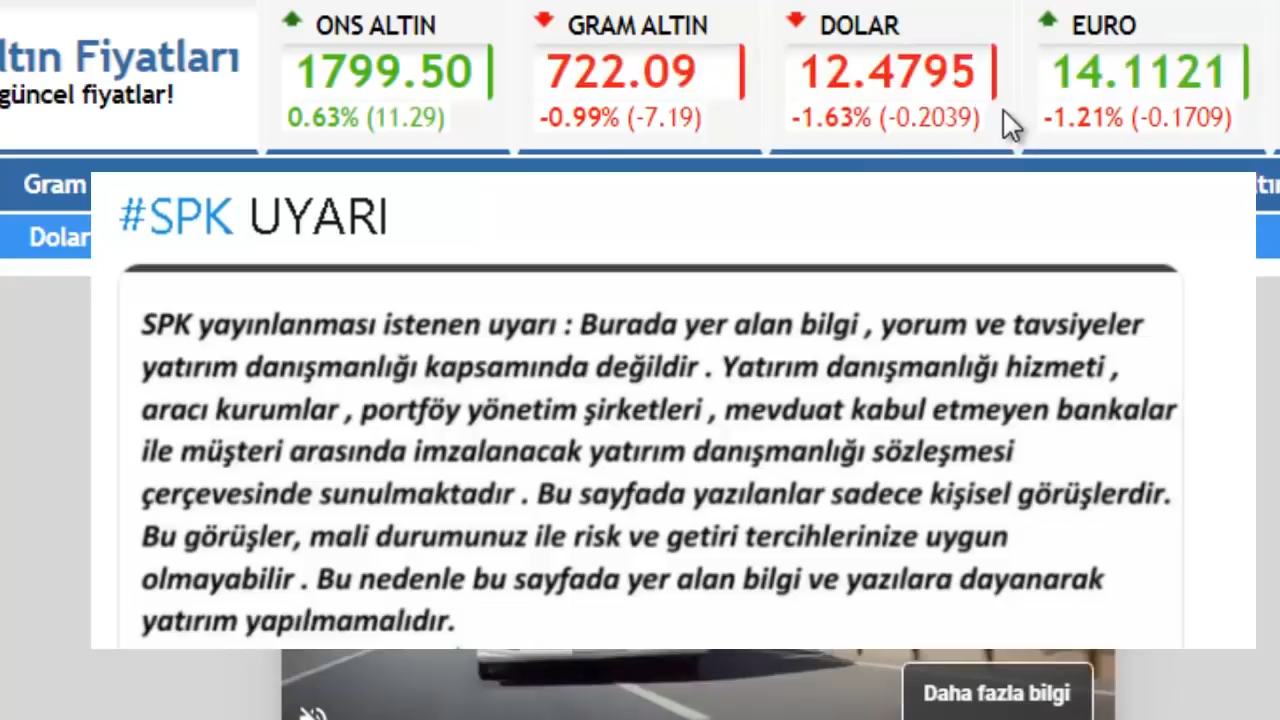 ONS ALTIN GRAM ALTIN DOLAR EURO
ltın Fiyatları 1799.50 722.09 12.4795 14.1121
güncel fiyatlar! 0.63% (11.29) -0.99% (-7.19) -1.63% (-0.2039) -1.21% (-0.1709)
Gram
Dolar
#SPK UYARI
SPK yayınlanması istenen uyarı : Burada yer alan bilgi , yorum ve tavsiyeler
yatırım danışmanlığı kapsamında değildir . Yatırım danışmanlığı hizmeti ,
aracı kurumlar , portföy yönetim şirketleri , mevduat kabul etmeyen bankalar
ile müşteri arasında imzalanacak yatırım danışmanlığı sözleşmesi
çerçevesinde sunulmaktadır . Bu sayfada yazılanlar sadece kişisel görüşlerdir.
Bu görüşler, mali durumunuz ile risk ve getiri tercihlerinize uygun
olmayabilir . Bu nedenle bu sayfada yer alan bilgi ve yazılara dayanarak
yatırım yapılmamalıdır.
Daha fazla bilgi